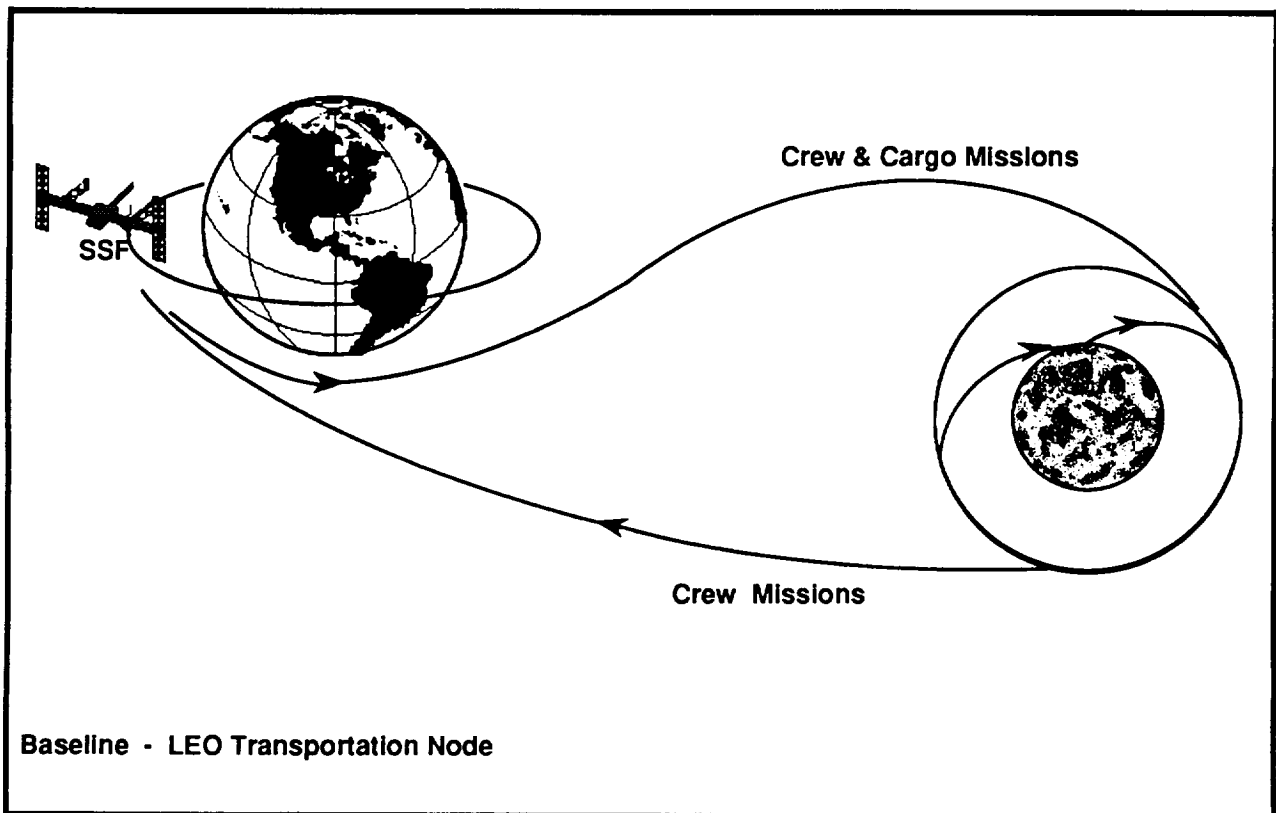 Crew & Cargo Missions
SSF
Crew Missions
Baseline - LEO Transportation Node